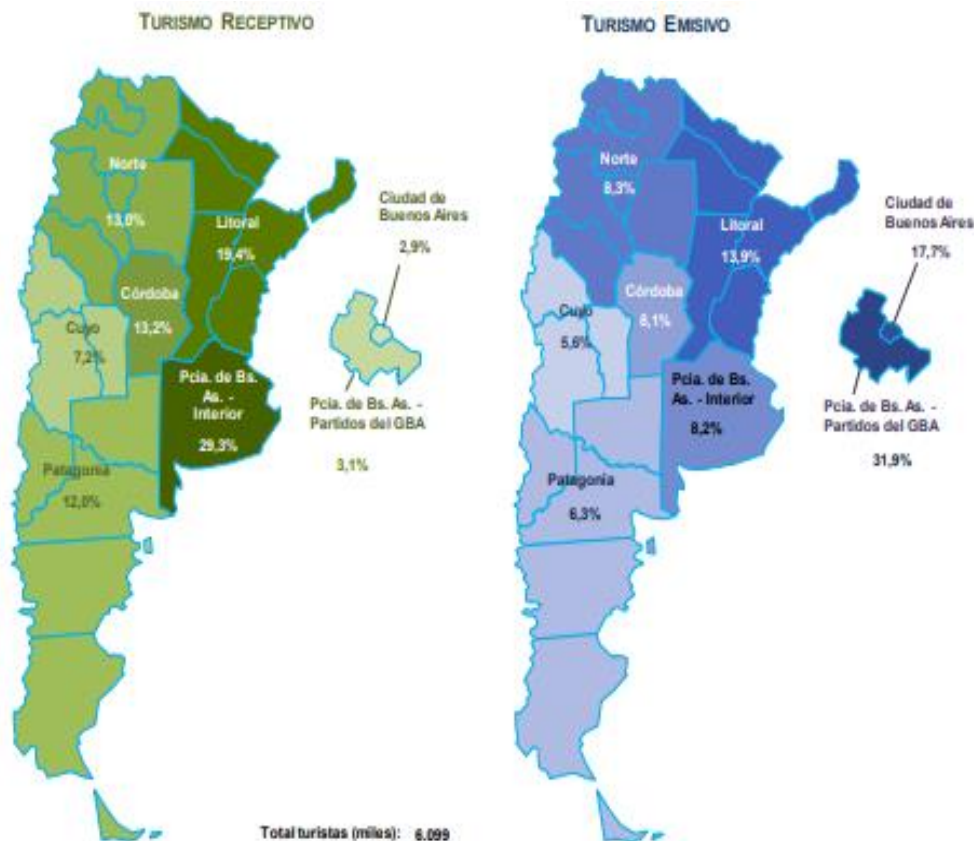 TURISMO RECEPTIVO
Norte
13,0%
Litoral
19,4%
Ciudad de
Buenos Aires
2,9%
Córdoba
13,2%
Cuyo
7,2%
Pcia. de Bs.
As. - Interior
29,3%
Pcia. de Bs. As. -
Partidos del GBA
3,1%
Patagonia
12,0%
Total turistas (miles): 6.099
TURISMO EMISIVO
Norte
8,3%
Litoral
13,9%
Ciudad de
Buenos Aires
17,7%
Córdoba
8,1%
Cuyo
5,6%
Pcia. de Bs.
As. - Interior
8,2%
Pcia. de Bs. As. -
Partidos del GBA
31,9%
Patagonia
6,3%